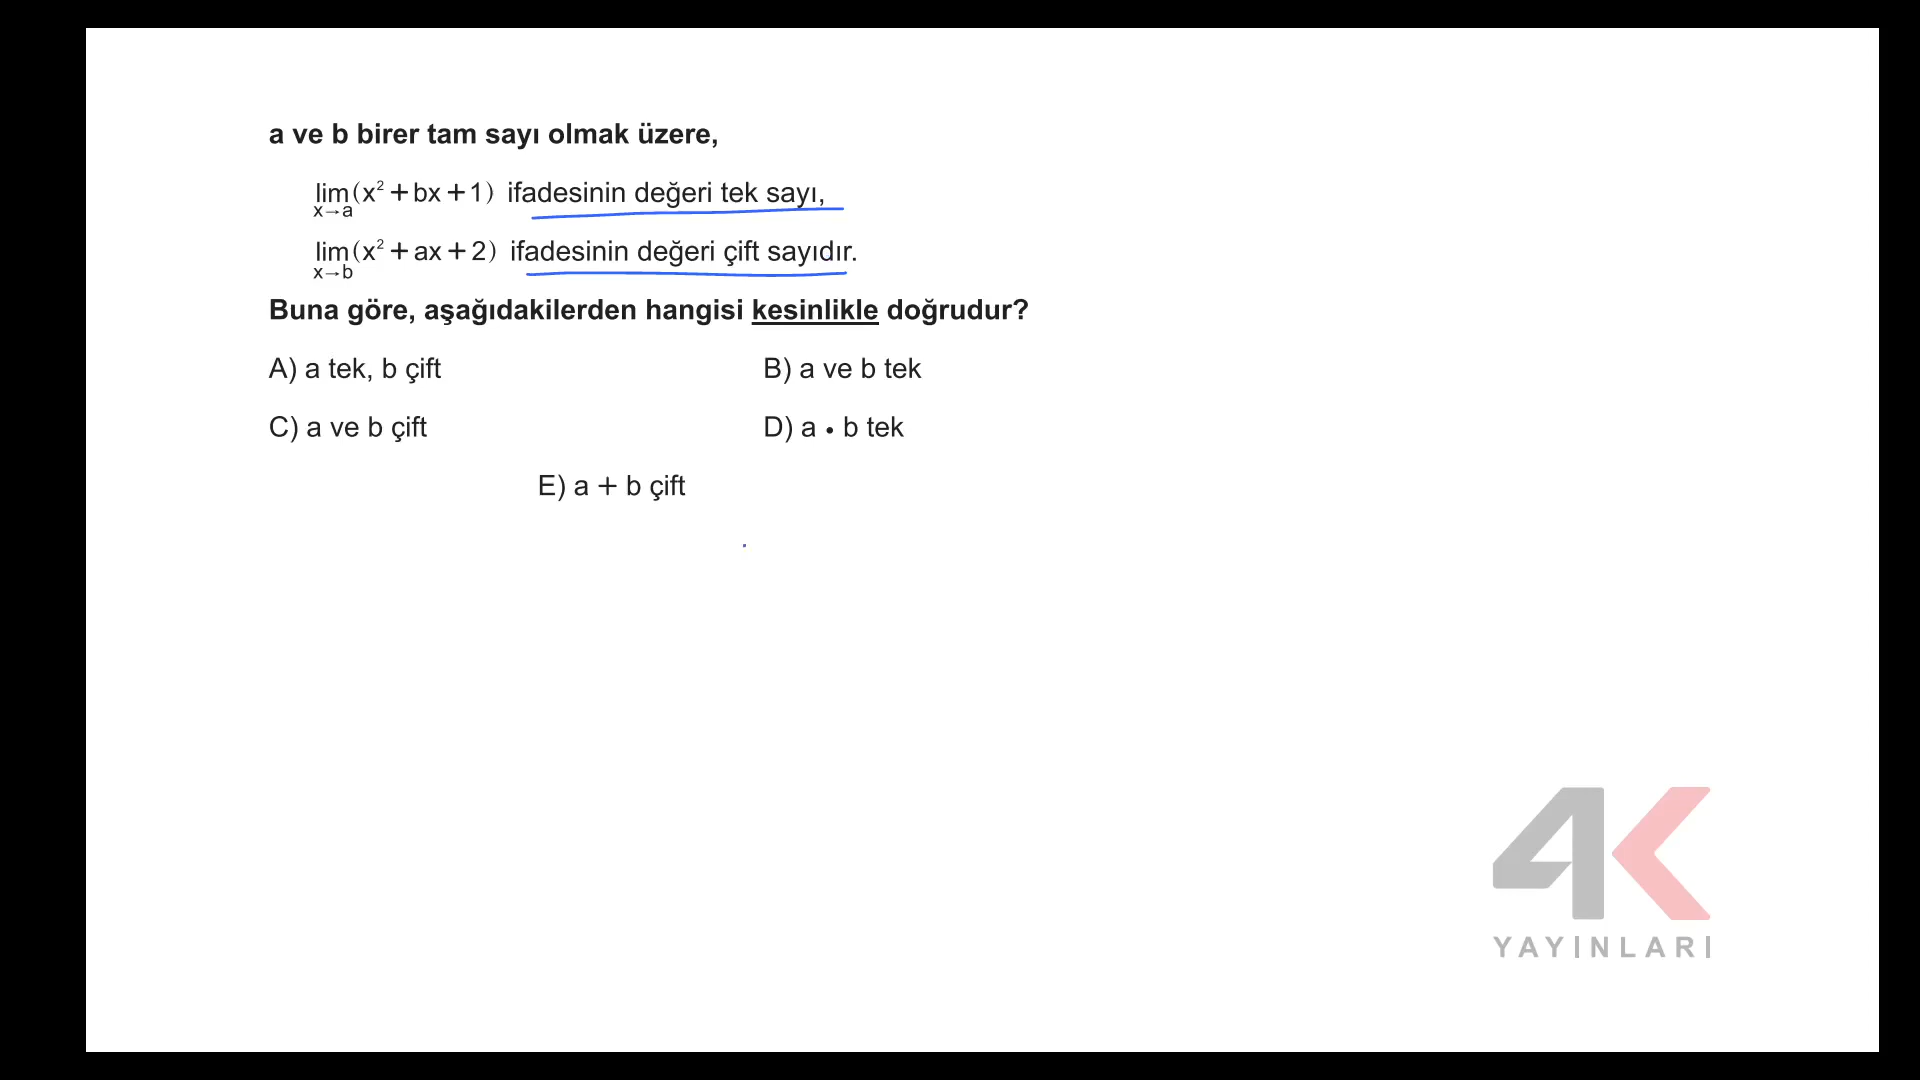 a ve b birer tam sayı olmak üzere,
lim x→a (x² + bx + 1) ifadesinin değeri tek sayı,
lim x→b (x² + ax + 2) ifadesinin değeri çift sayıdır.
Buna göre, aşağıdakilerden hangisi kesinlikle doğrudur?
A) a tek, b çift B) a ve b tek
C) a ve b çift D) a • b tek
E) a + b çift
4K
YAYINLARI